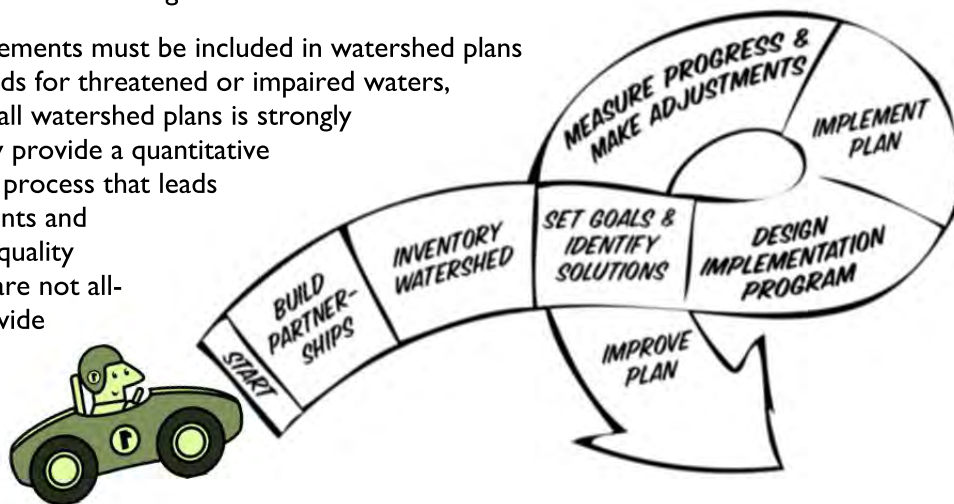 ements must be included in watershed plans
ds for threatened or impaired waters,
all watershed plans is strongly
y provide a quantitative
process that leads
nts and
quality
are not all-
vide
START
BUILD
PARTNER-
SHIPS
INVENTORY
WATERSHED
SET GOALS &
IDENTIFY
SOLUTIONS
DESIGN
IMPLEMENTATION
PROGRAM
IMPLEMENT
PLAN
MEASURE PROGRESS &
MAKE ADJUSTMENTS
IMPROVE
PLAN
1
1